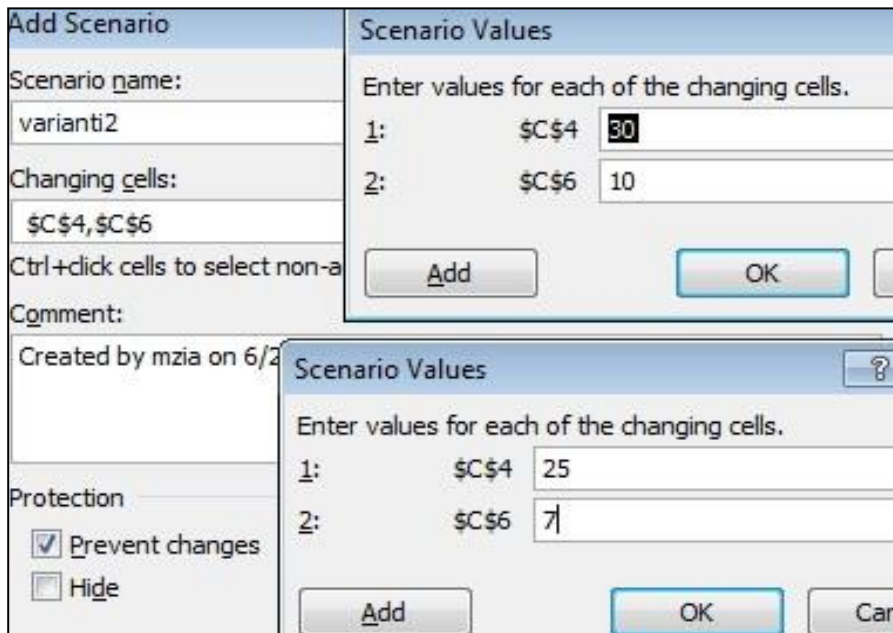 Add Scenario
Scenario name:
varianti2
Changing cells:
$C$4,$C$6
Ctrl+click cells to select non-a
Comment:
Created by mzia on 6/2
Protection
Prevent changes
Hide
Scenario Values
Enter values for each of the changing cells.
1: $C$4 30
2: $C$6 10
Add OK
Scenario Values ?
Enter values for each of the changing cells.
1: $C$4 25
2: $C$6 7
Add OK Can